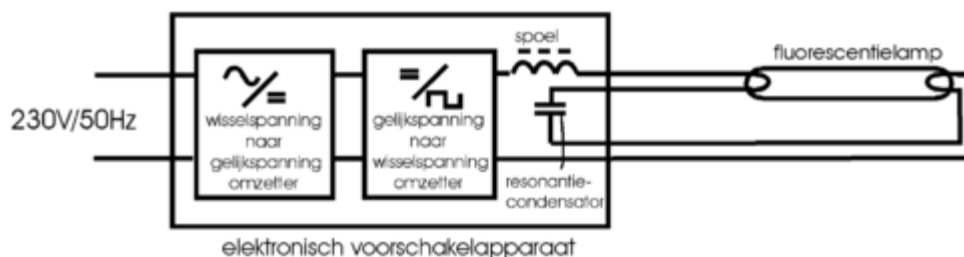 230V/50Hz
wisselspanning
naar
gelijkspanning
omzetter
gelijkspanning
naar
wisselspanning
omzetter
spoel
resonantie-
condensator
fluorescentielamp
elektronisch voorschakelapparaat